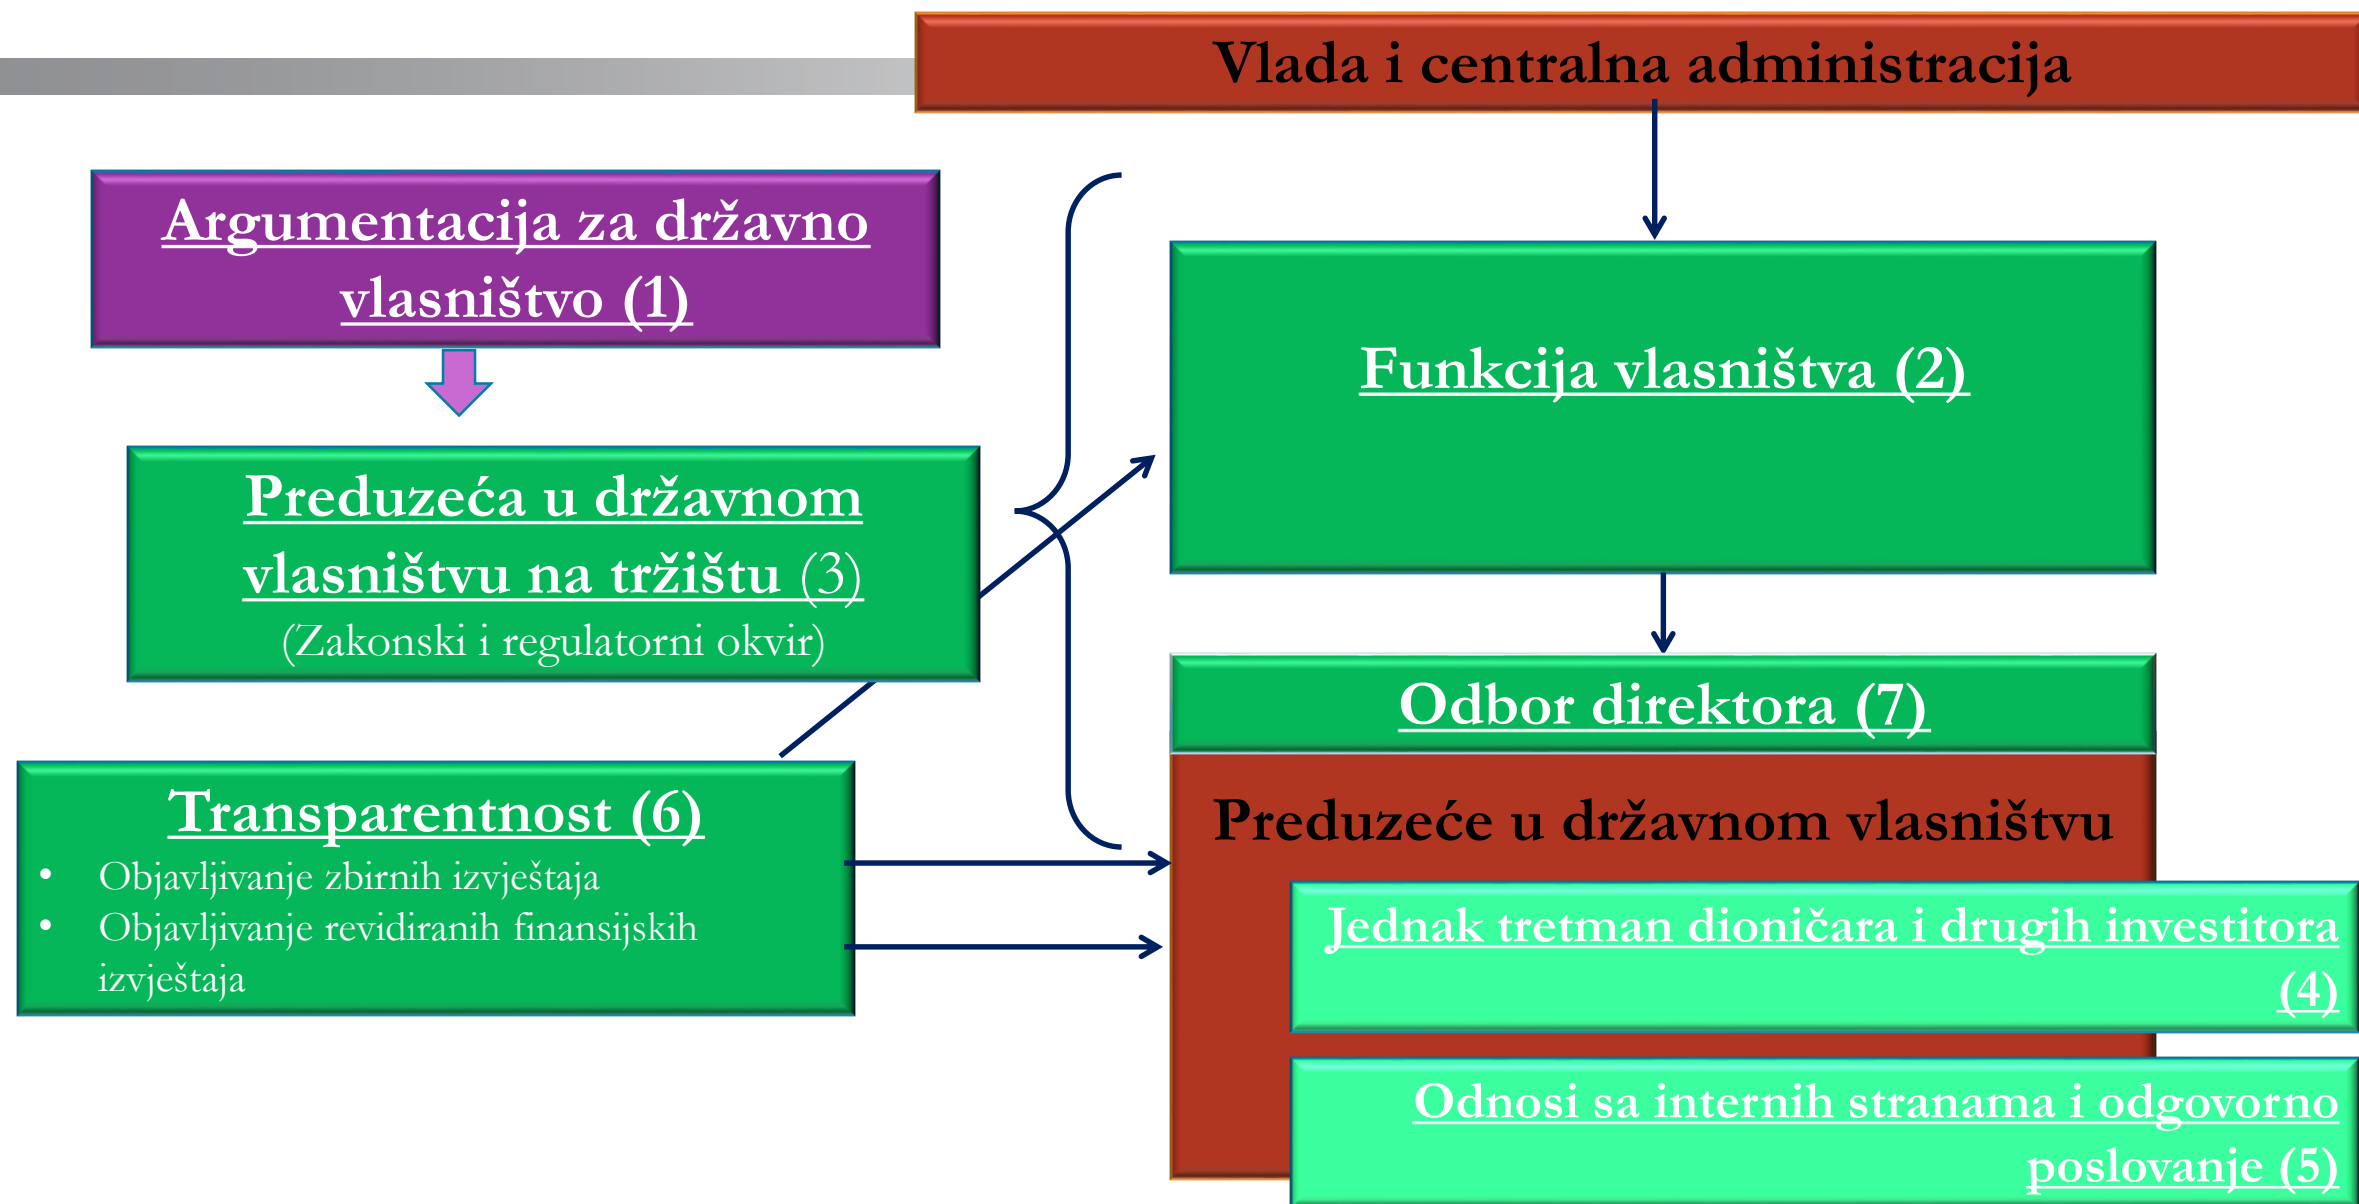 Vlada i centralna administracija
Argumentacija za državno
vlasništvo (1)
Funkcija vlasništva (2)
Preduzeća u državnom
vlasništvu na tržištu (3)
(Zakonski i regulatorni okvir)
Odbor direktora (7)
Transparentnost (6)
• Objavljivanje zbirnih izvještaja
• Objavljivanje revidiranih finansijskih
izvještaja
Preduzeće u državnom vlasništvu
Jednak tretman dioničara i drugih investitora
(4)
Odnosi sa internih stranama i odgovorno
poslovanje (5)